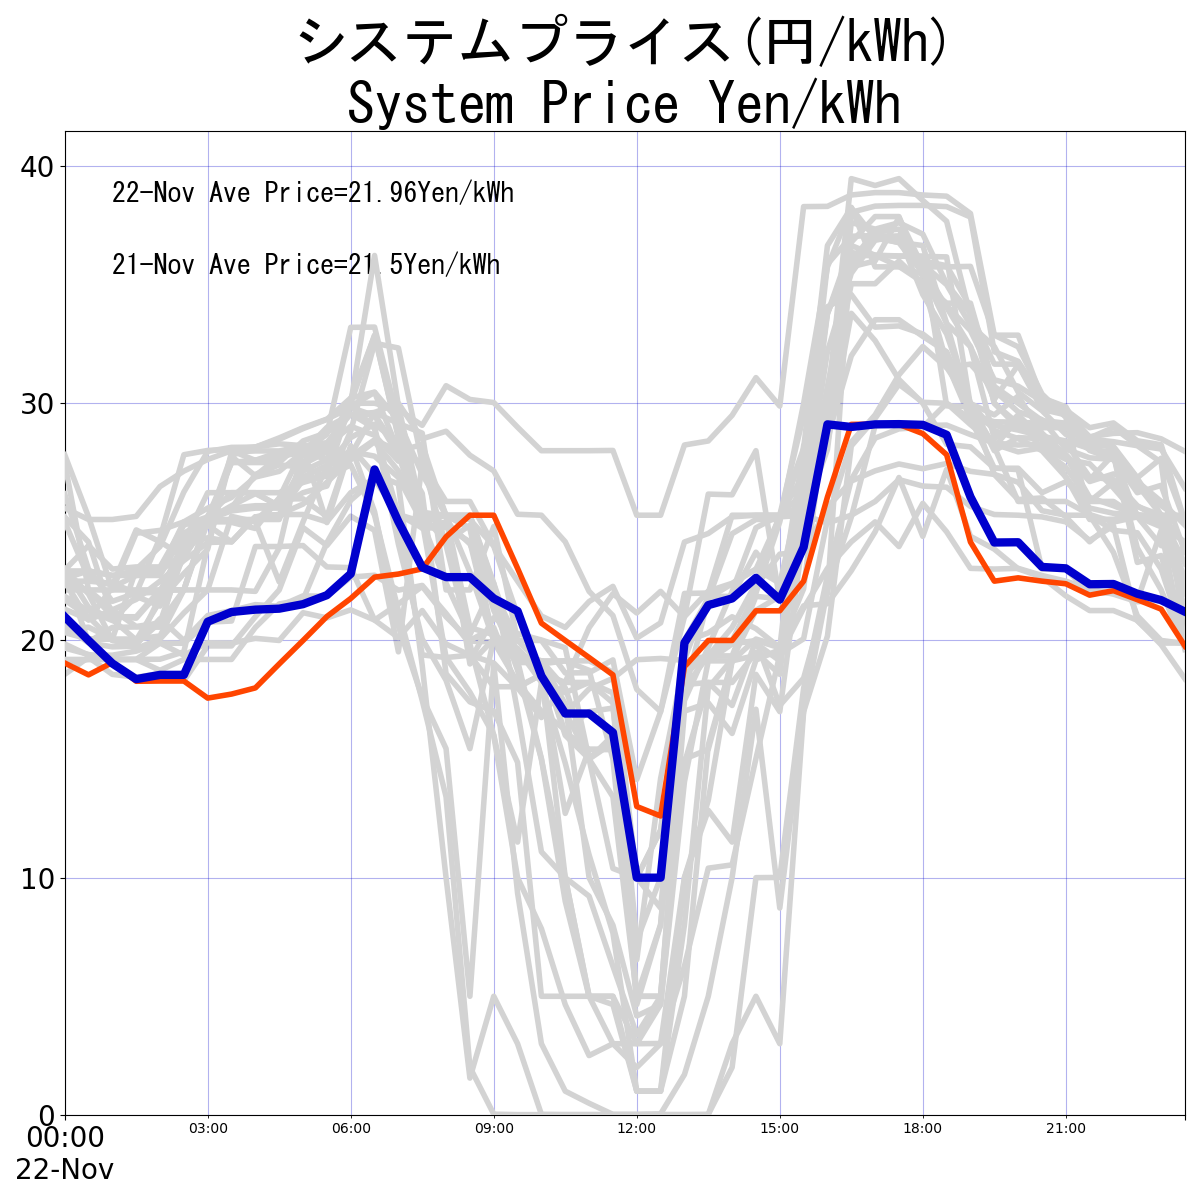 システムプライス(円/kWh)
System Price Yen/kWh
22-Nov Ave Price=21.96Yen/kWh
21-Nov Ave Price=21.5Yen/kWh
40
30
20
10
0
00:00 03:00 06:00 09:00 12:00 15:00 18:00 21:00
22-Nov